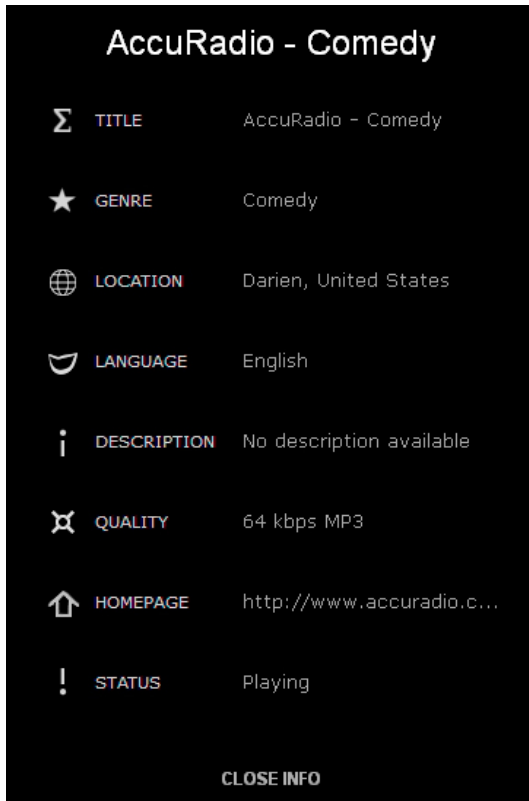 AccuRadio - Comedy
TITLE AccuRadio - Comedy
GENRE Comedy
LOCATION Darien, United States
LANGUAGE English
DESCRIPTION No description available
QUALITY 64 kbps MP3
HOMEPAGE http://www.accuradio.c...
STATUS Playing
CLOSE INFO